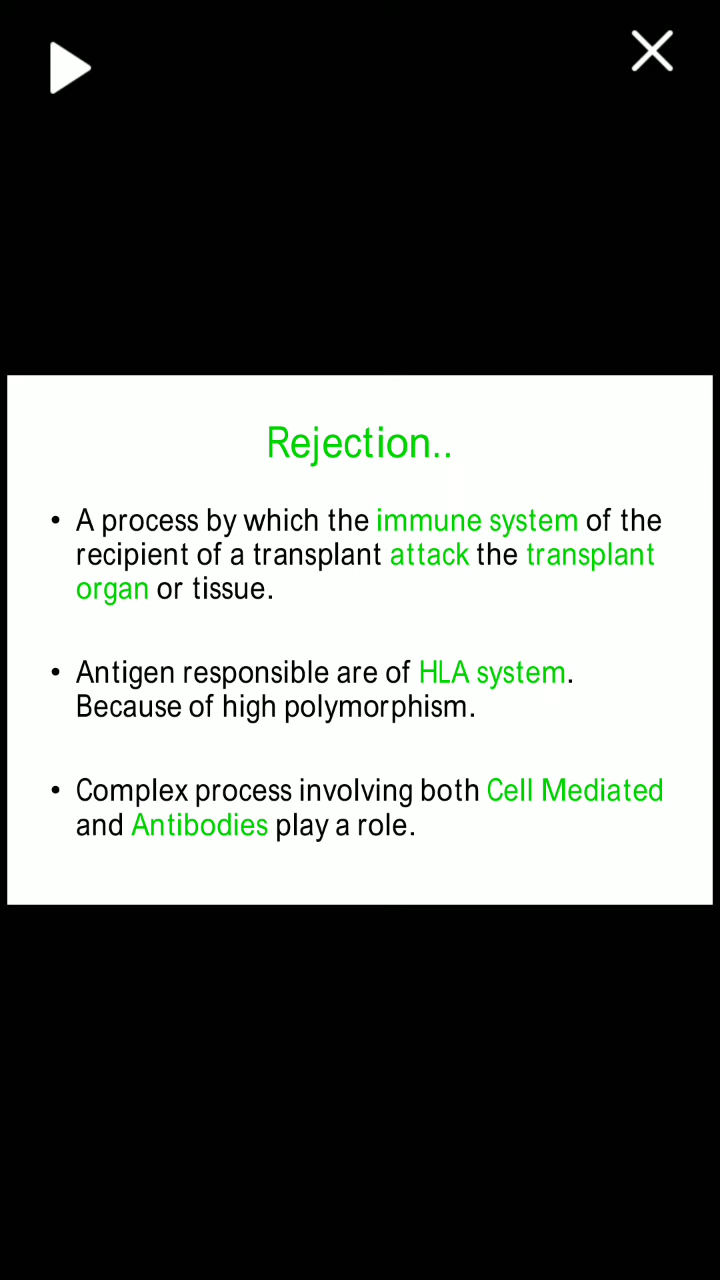 Rejection..
• A process by which the immune system of the
recipient of a transplant attack the transplant
organ or tissue.
• Antigen responsible are of HLA system.
Because of high polymorphism.
• Complex process involving both Cell Mediated
and Antibodies play a role.